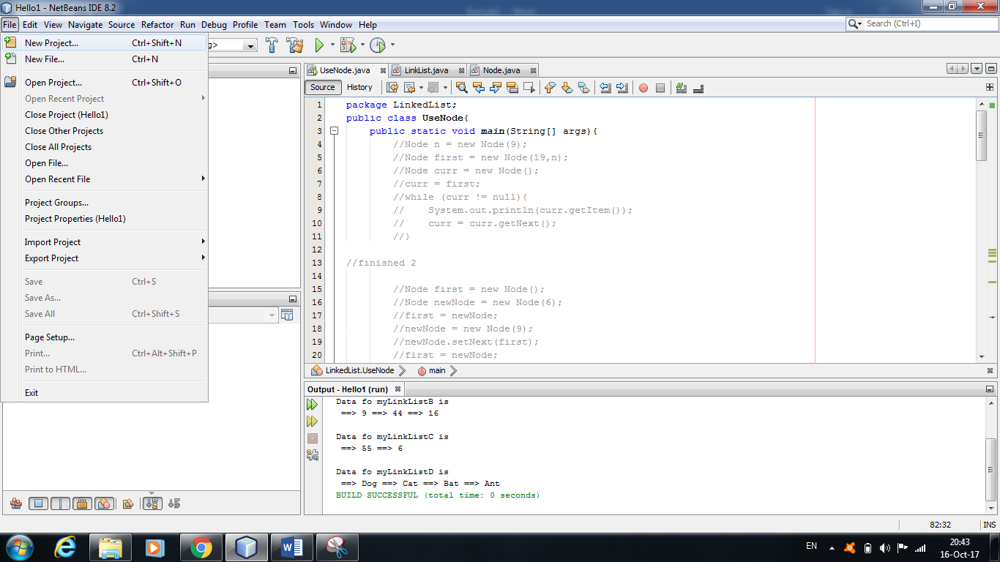 Hello1 - NetBeans IDE 8.2
File Edit View Navigate Source Refactor Run Debug Profile Team Tools Window Help
Search (Ctrl+I)
New Project... Ctrl+Shift+N
New File... Ctrl+N
Open Project... Ctrl+Shift+O
Open Recent Project
Close Project (Hello1)
Close Other Projects
Close All Projects
Open File...
Open Recent File
Project Groups...
Project Properties (Hello1)
Import Project
Export Project
Save Ctrl+S
Save As...
Save All Ctrl+Shift+S
Page Setup...
Print... Ctrl+Alt+Shift+P
Print to HTML...
Exit
g>
UseNode.java LinkList.java Node.java
Source History
1 package LinkedList;
2 public class UseNode{
3 public static void main(String[] args){
4 //Node n = new Node(9);
5 //Node first = new Node(19,n);
6 //Node curr = new Node();
7 //curr = first;
8 //while (curr != null){
9 // System.out.println(curr.getItem());
10 // curr = curr.getNext();
11 //}
12
13 //finished 2
14
15 //Node first = new Node();
16 //Node newNode = new Node(6);
17 //first = newNode;
18 //newNode = new Node(9);
19 //newNode.setNext(first);
20 //first = newNode;
LinkedList.UseNode main
Output - Hello1 (run)
Data fo myLinkListB is
==> 9 ==> 44 ==> 16
Data fo myLinkListC is
==> 55 ==> 6
Data fo myLinkListD is
==> Dog ==> Cat ==> Bat ==> Ant
BUILD SUCCESSFUL (total time: 0 seconds)
82:32 INS
EN
20:43
16-Oct-17